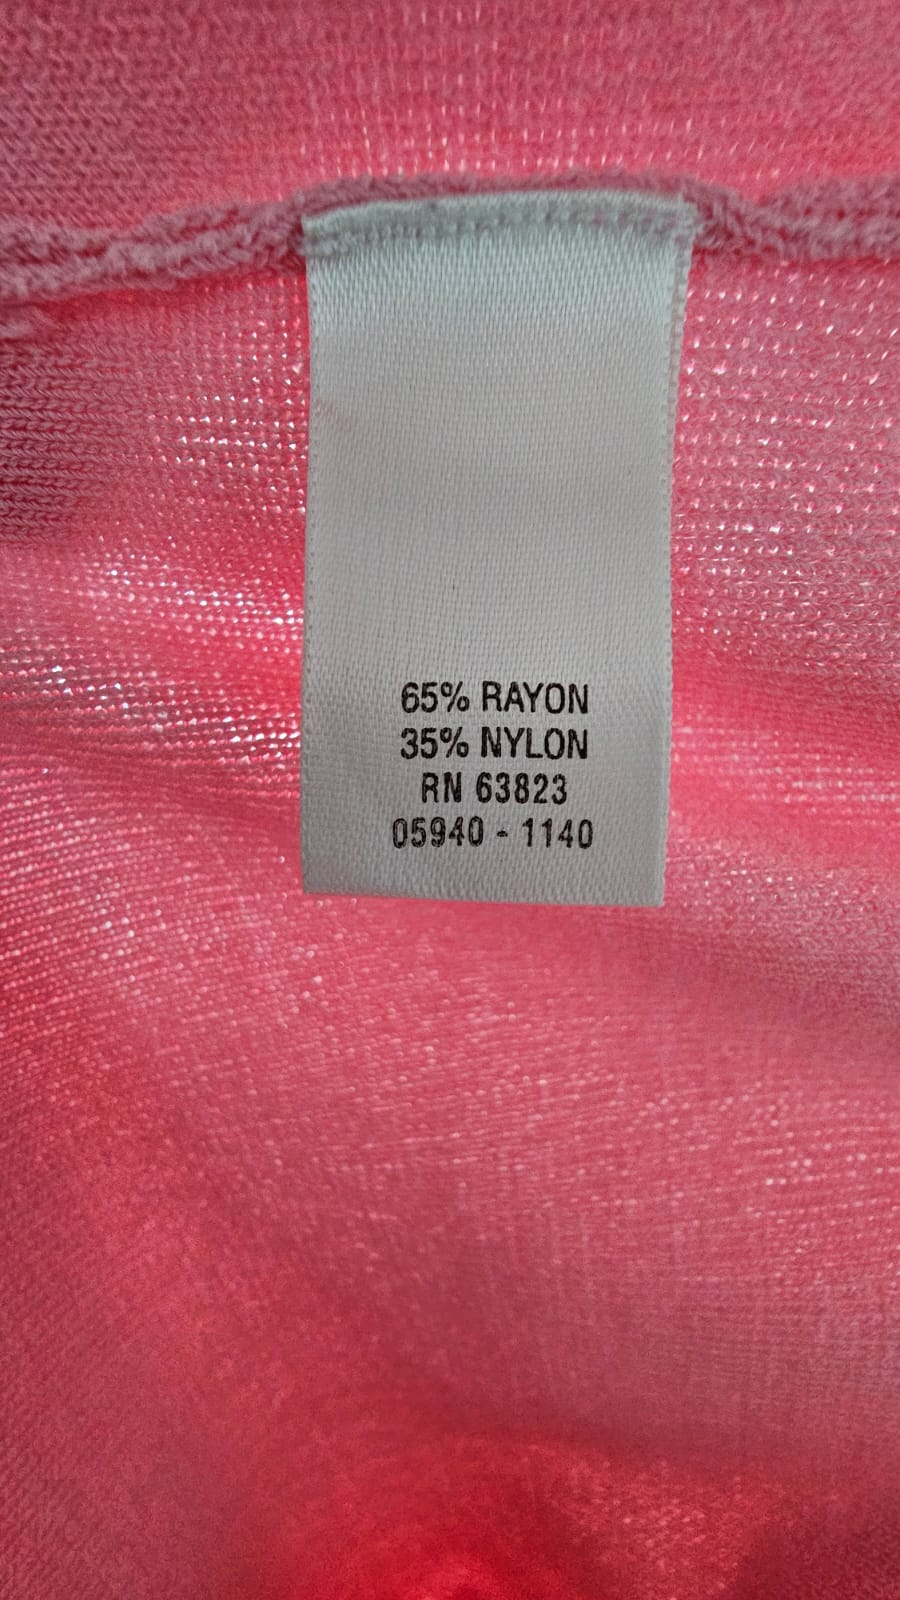 65% RAYON
35% NYLON
RN 63823
05940 - 1140